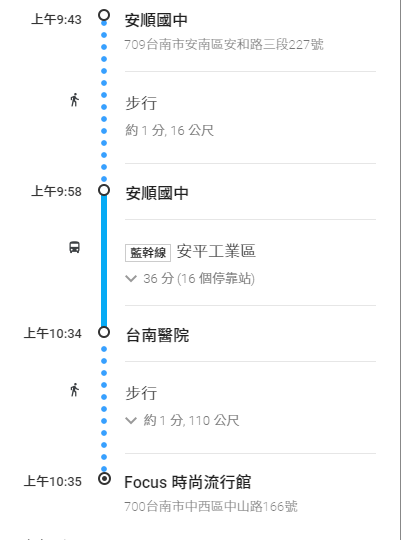 上午9:43 安順國中
709台南市安南區安和路三段227號
步行
約 1 分, 16 公尺
上午9:58 安順國中
藍幹線 安平工業區
36 分 (16 個停靠站)
上午10:34 台南醫院
步行
約 1 分, 110 公尺
上午10:35 Focus 時尚流行館
700台南市中西區中山路166號